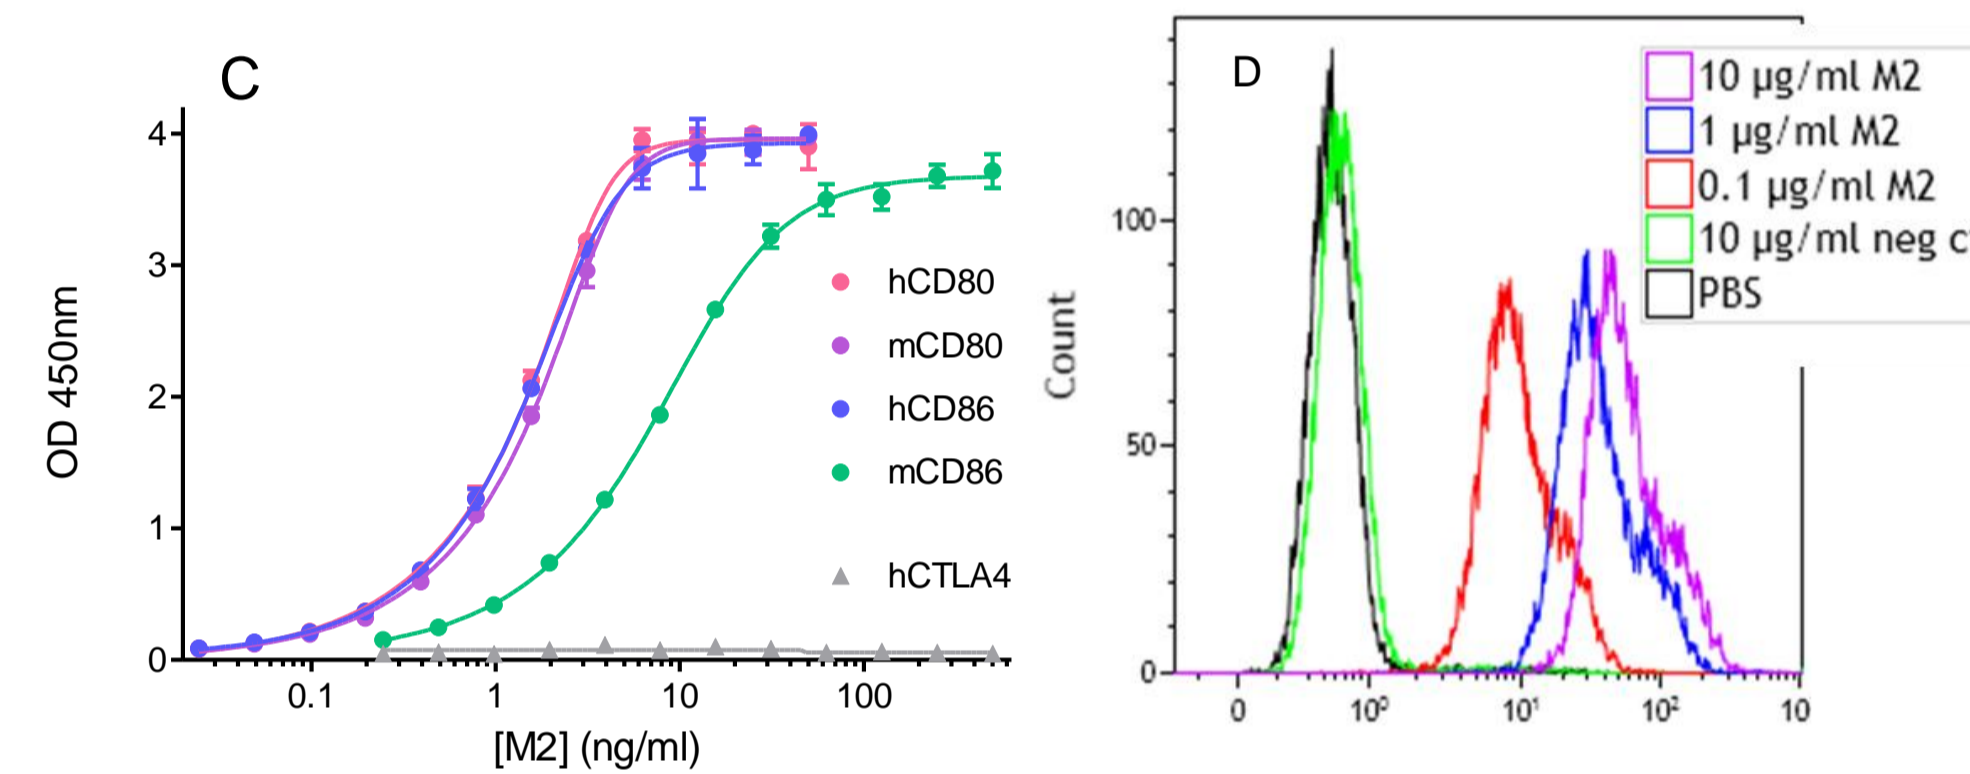 C
OD 450nm
4
3
2
1
0
0.1
1
10
100
[M2] (ng/ml)
hCD80
mCD80
hCD86
mCD86
hCTLA4
D
Count
100
50
0
0
10⁰
10¹
10²
10
10 µg/ml M2
1 µg/ml M2
0.1 µg/ml M2
10 µg/ml neg
PBS